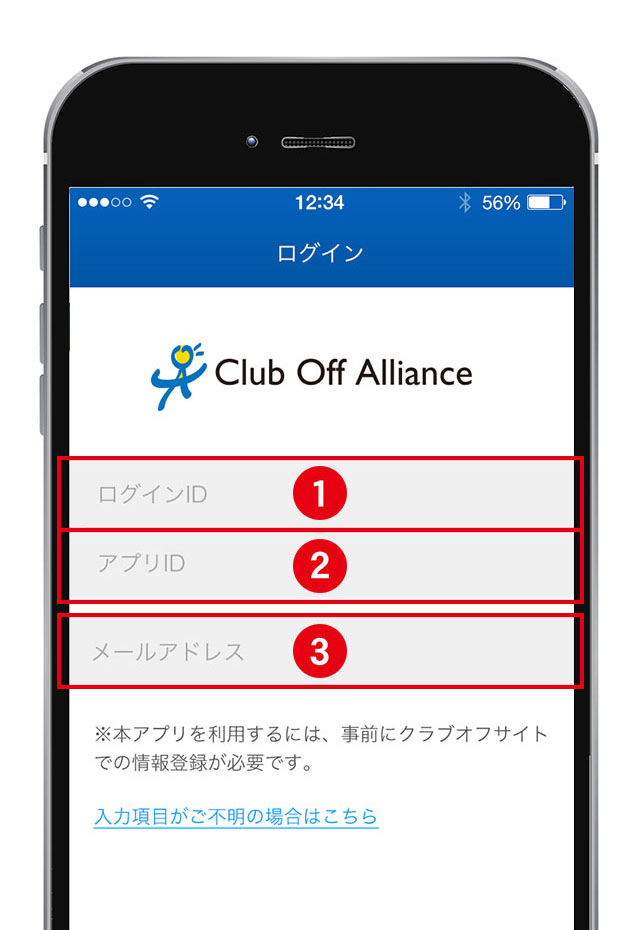 12:34
56%
ログイン
Club Off Alliance
ログインID
1
アプリID
2
メールアドレス
3
※本アプリを利用するには、事前にクラブオフサイト
での情報登録が必要です。
入力項目がご不明の場合はこちら